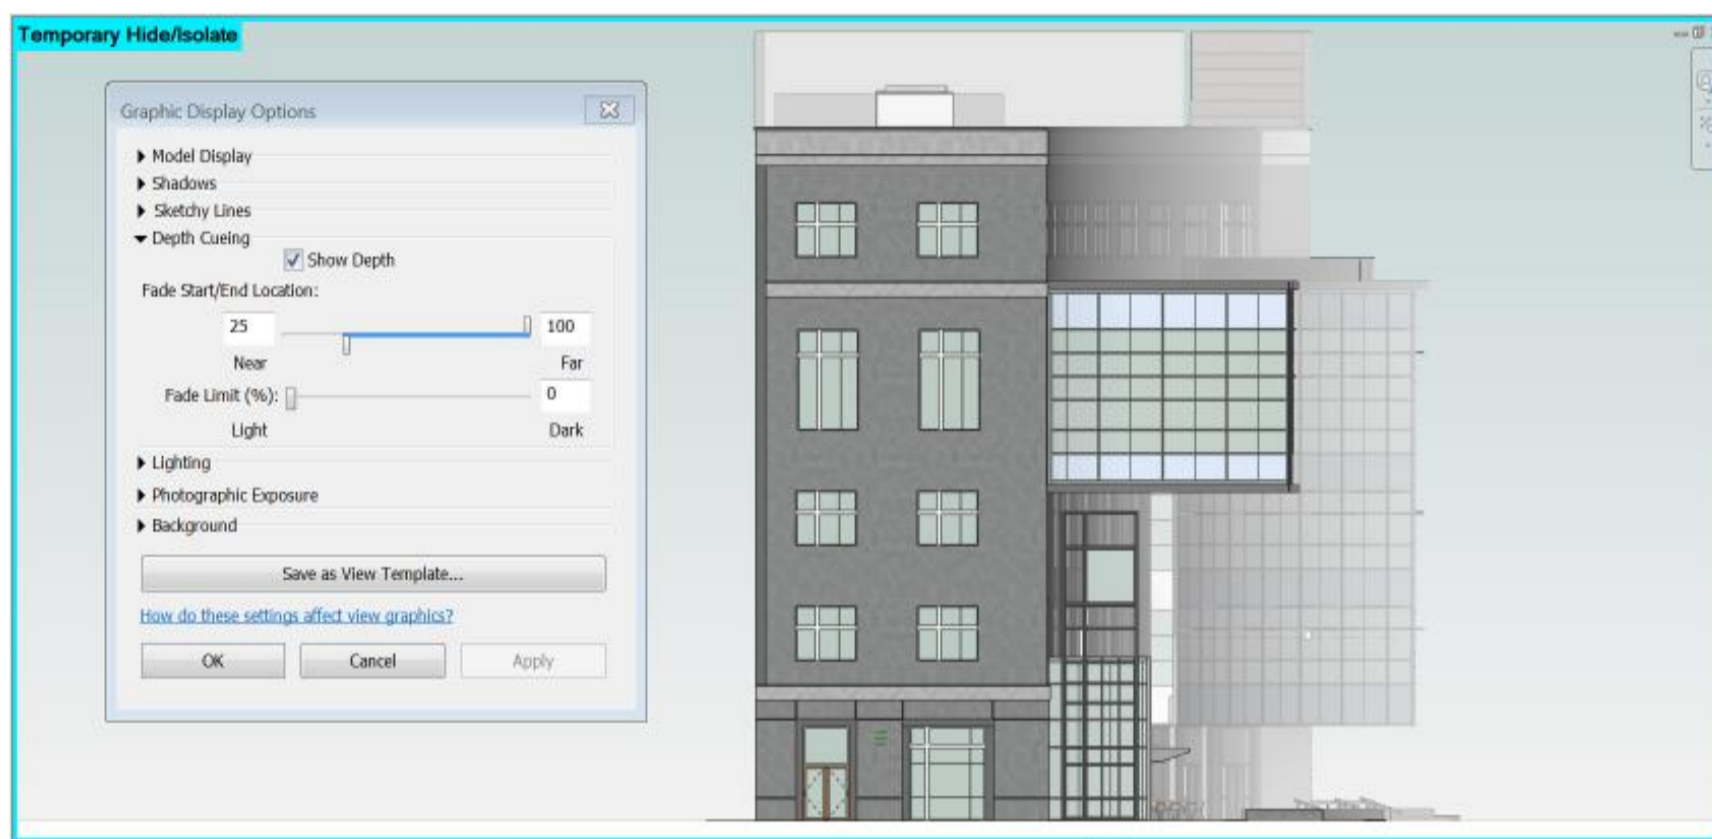 Temporary Hide/Isolate
Graphic Display Options
Model Display
Shadows
Sketchy Lines
Depth Cueing
Show Depth
Fade Start/End Location:
25 100
Near Far
Fade Limit (%): 0
Light Dark
Lighting
Photographic Exposure
Background
Save as View Template...
How do these settings affect view graphics?
OK Cancel Apply